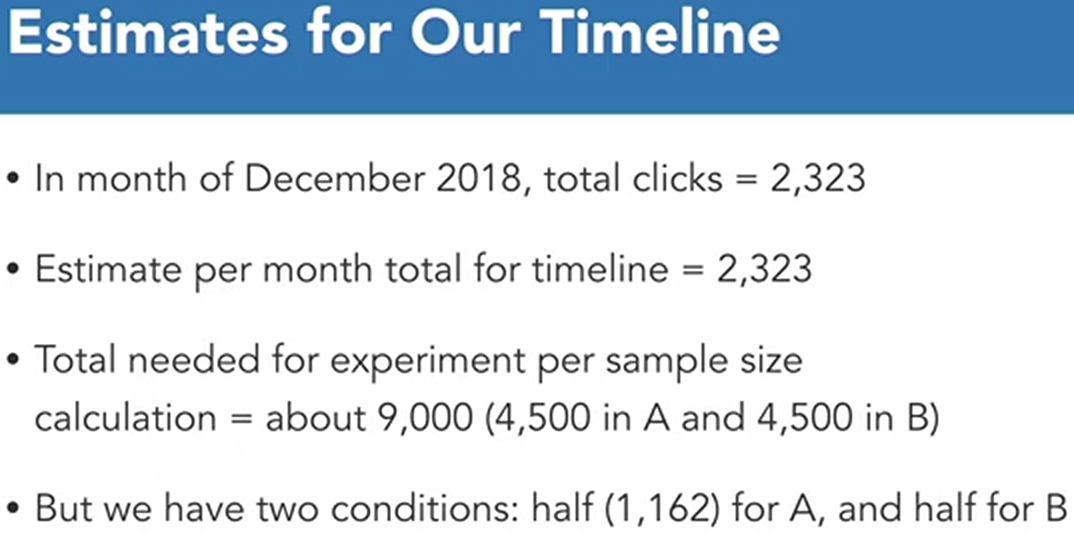 Estimates for Our Timeline
• In month of December 2018, total clicks = 2,323
• Estimate per month total for timeline = 2,323
• Total needed for experiment per sample size
calculation = about 9,000 (4,500 in A and 4,500 in B)
• But we have two conditions: half (1,162) for A, and half for B